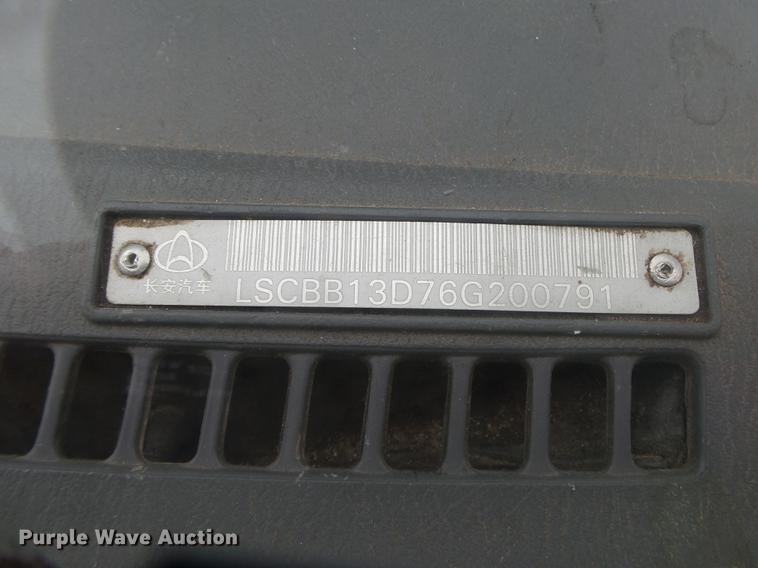 长安汽车
LSCBB13D76G200791
Purple Wave Auction